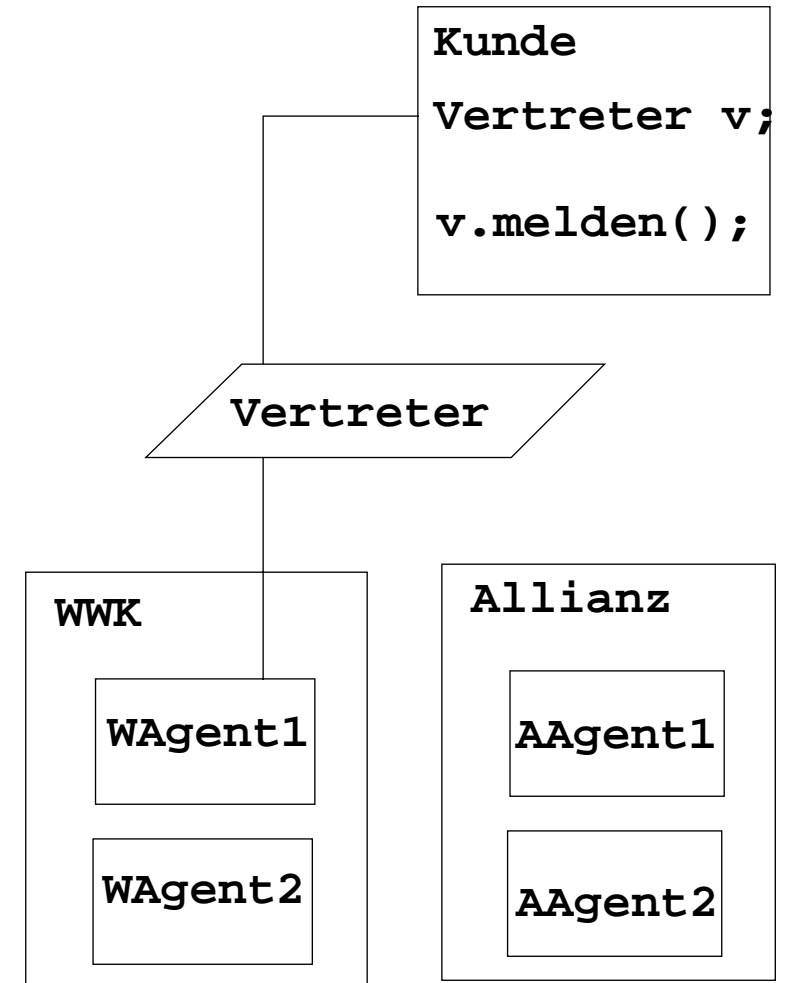 Kunde
Vertreter v;
v.melden();
Vertreter
WWK
WAgent1
WAgent2
Allianz
AAgent1
AAgent2